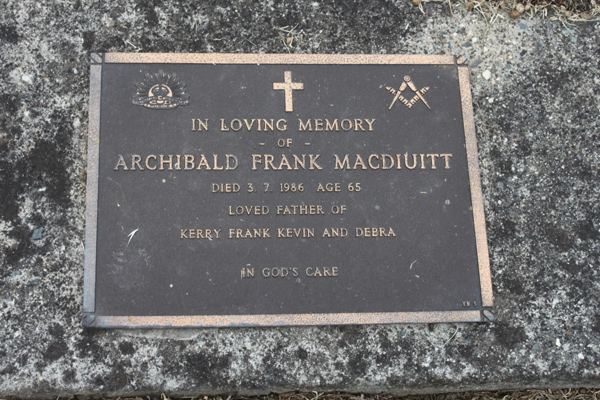 IN LOVING MEMORY
- OF -
ARCHIBALD FRANK MACDIUITT
DIED 3. 7. 1986 AGE 65
LOVED FATHER OF
KERRY FRANK KEVIN AND DEBRA
IN GOD'S CARE